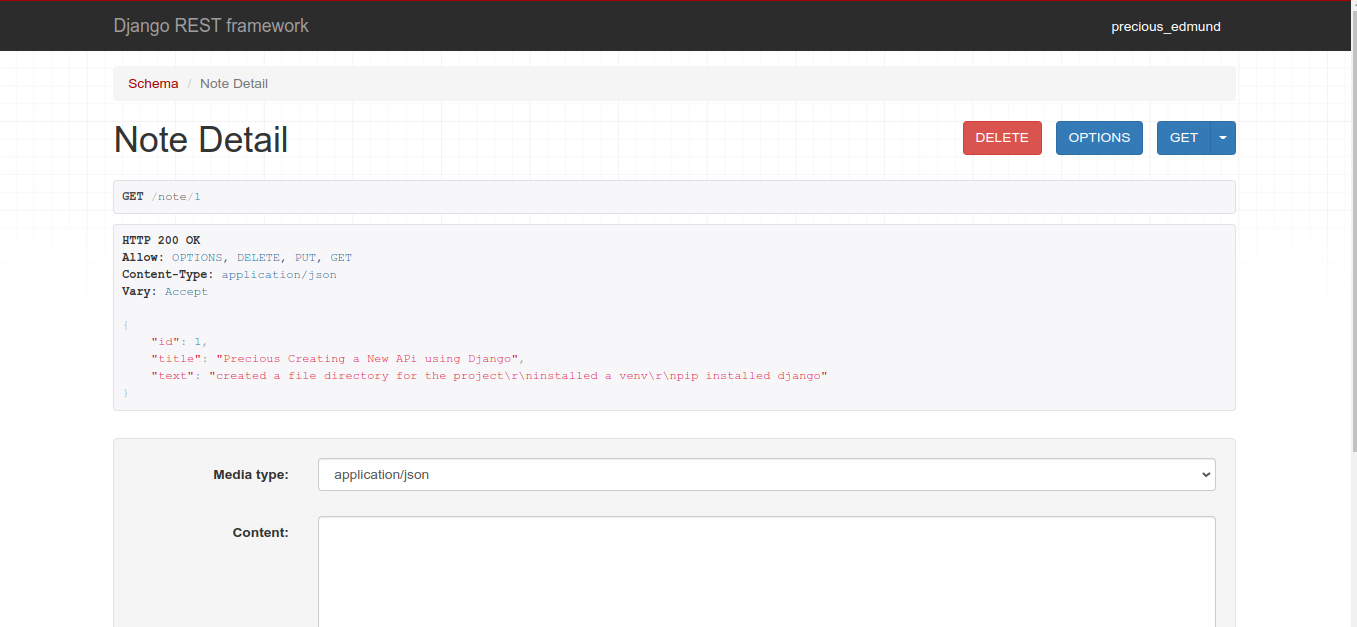 Django REST framework
precious_edmund
Schema / Note Detail
Note Detail
DELETE
OPTIONS
GET
GET /note/1
HTTP 200 OK
Allow: OPTIONS, DELETE, PUT, GET
Content-Type: application/json
Vary: Accept
{
"id": 1,
"title": "Precious Creating a New APi using Django",
"text": "created a file directory for the project\r\ninstalled a venv\r\npip installed django"
}
Media type:
application/json
Content: